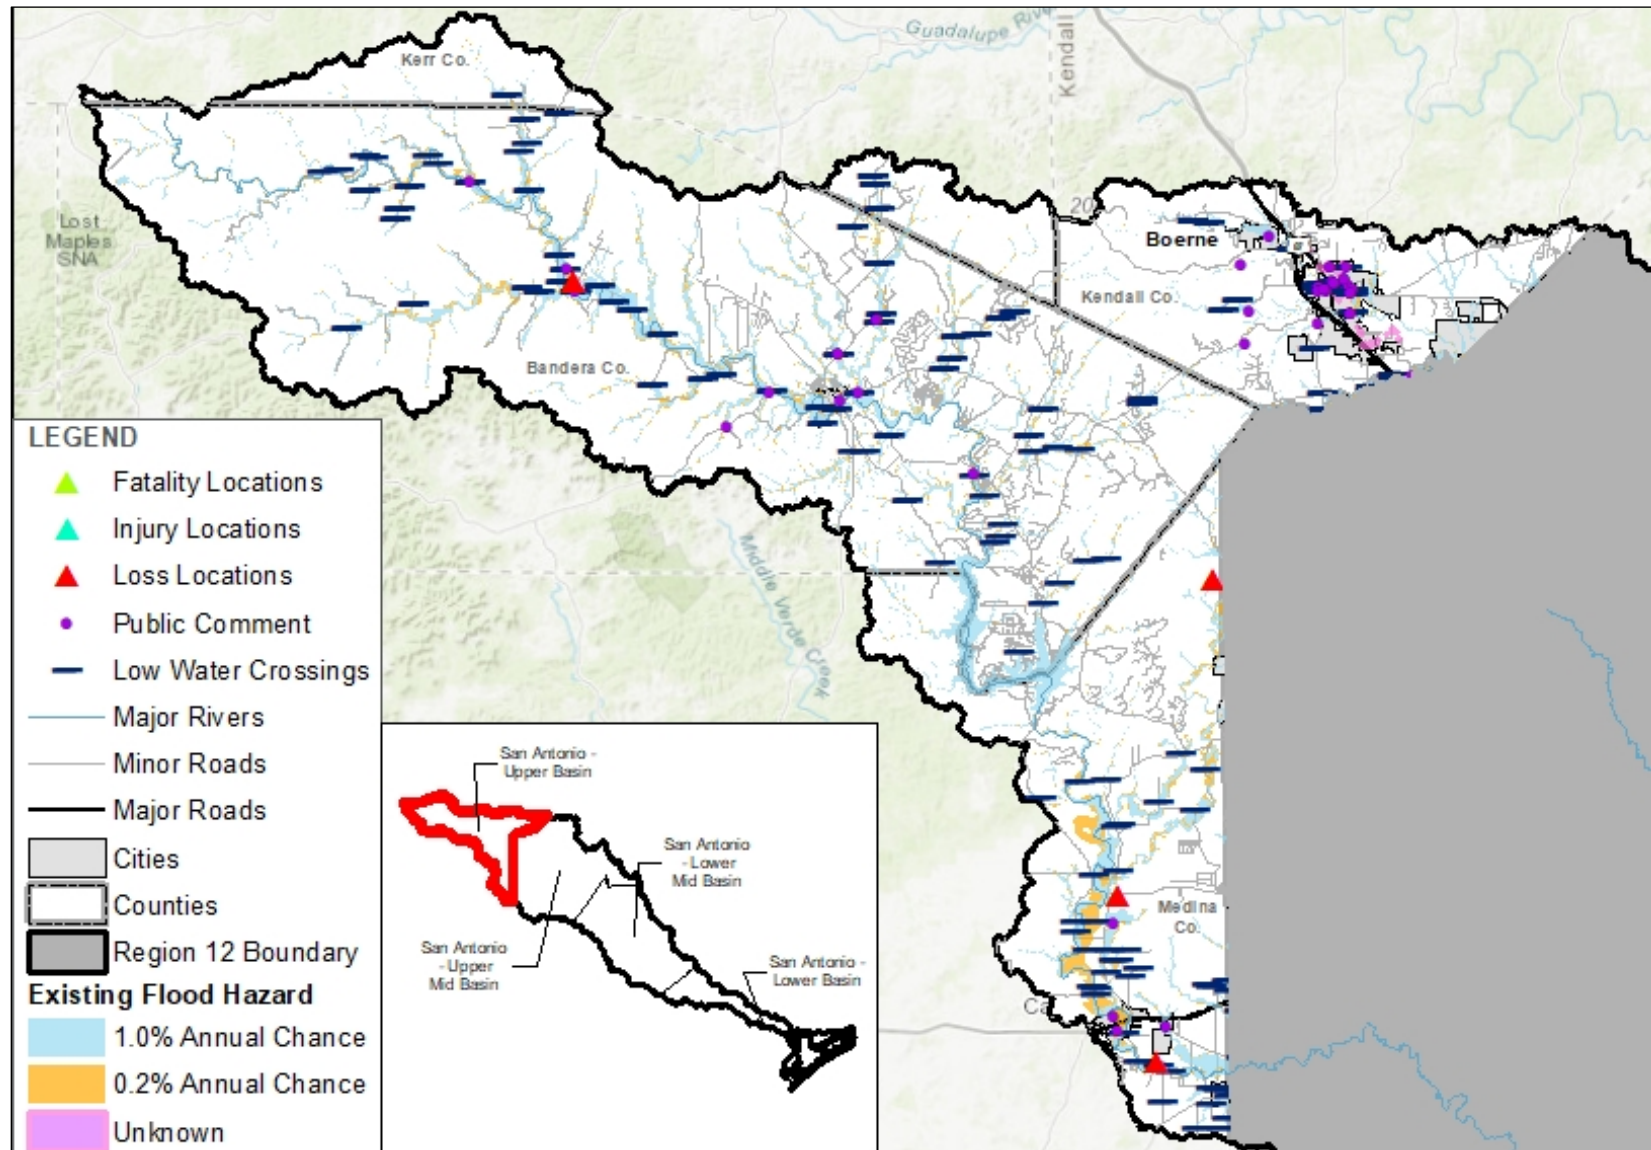 Guadalupe River
Kendall
Kerr Co.
Lost
Maples
SNA
20
Boerne
Kendall Co.
Bandera Co.
Middle Verde Creek
Medina
Co.
Ca
LEGEND
Fatality Locations
Injury Locations
Loss Locations
Public Comment
Low Water Crossings
Major Rivers
Minor Roads
Major Roads
Cities
Counties
Region 12 Boundary
Existing Flood Hazard
1.0% Annual Chance
0.2% Annual Chance
Unknown
San Antonio -
Upper Basin
San Antonio
- Lower
Mid Basin
San Antonio
- Upper
Mid Basin
San Antonio -
Lower Basin